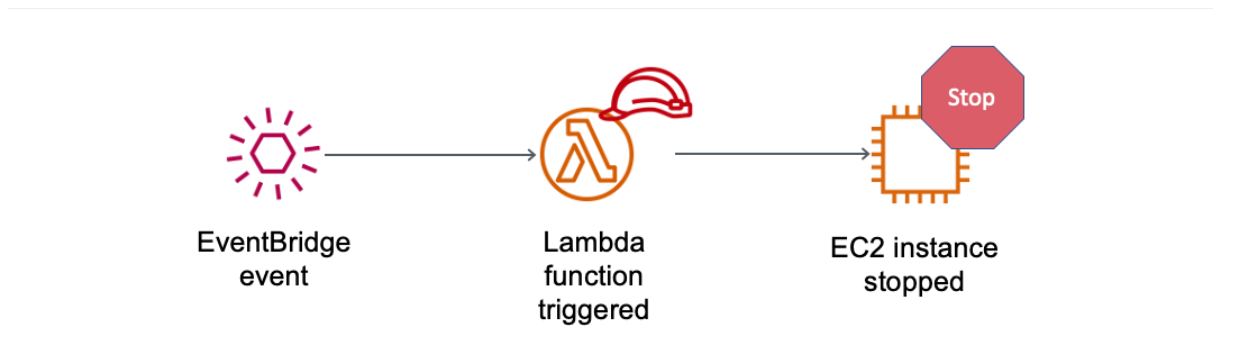 Stop
EventBridge
event
Lambda
function
triggered
EC2 instance
stopped